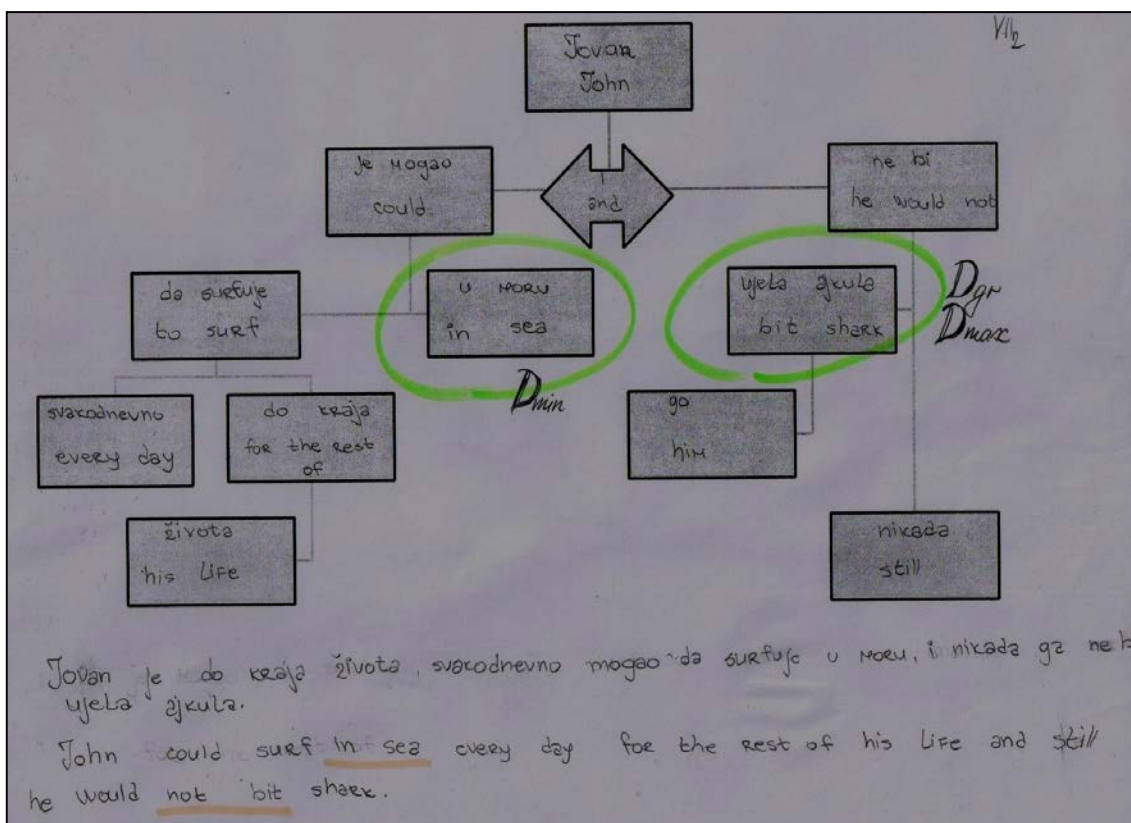 VII2
Jovan
John
je mogao
could
and
ne bi
he would not
da surfuje
to surf
u moru
in sea
ujela ajkula
bit shark
Dgr
Dmax
Dmin
svakodnevno
every day
do kraja
for the rest
of
go
him
života
his life
nikada
still
Jovan je do kraja života, svakodnevno mogao da surfuje u moru, i nikada ga ne b
ujela ajkula.
John could surf in sea every day for the rest of his life and still
he would not bit shark.